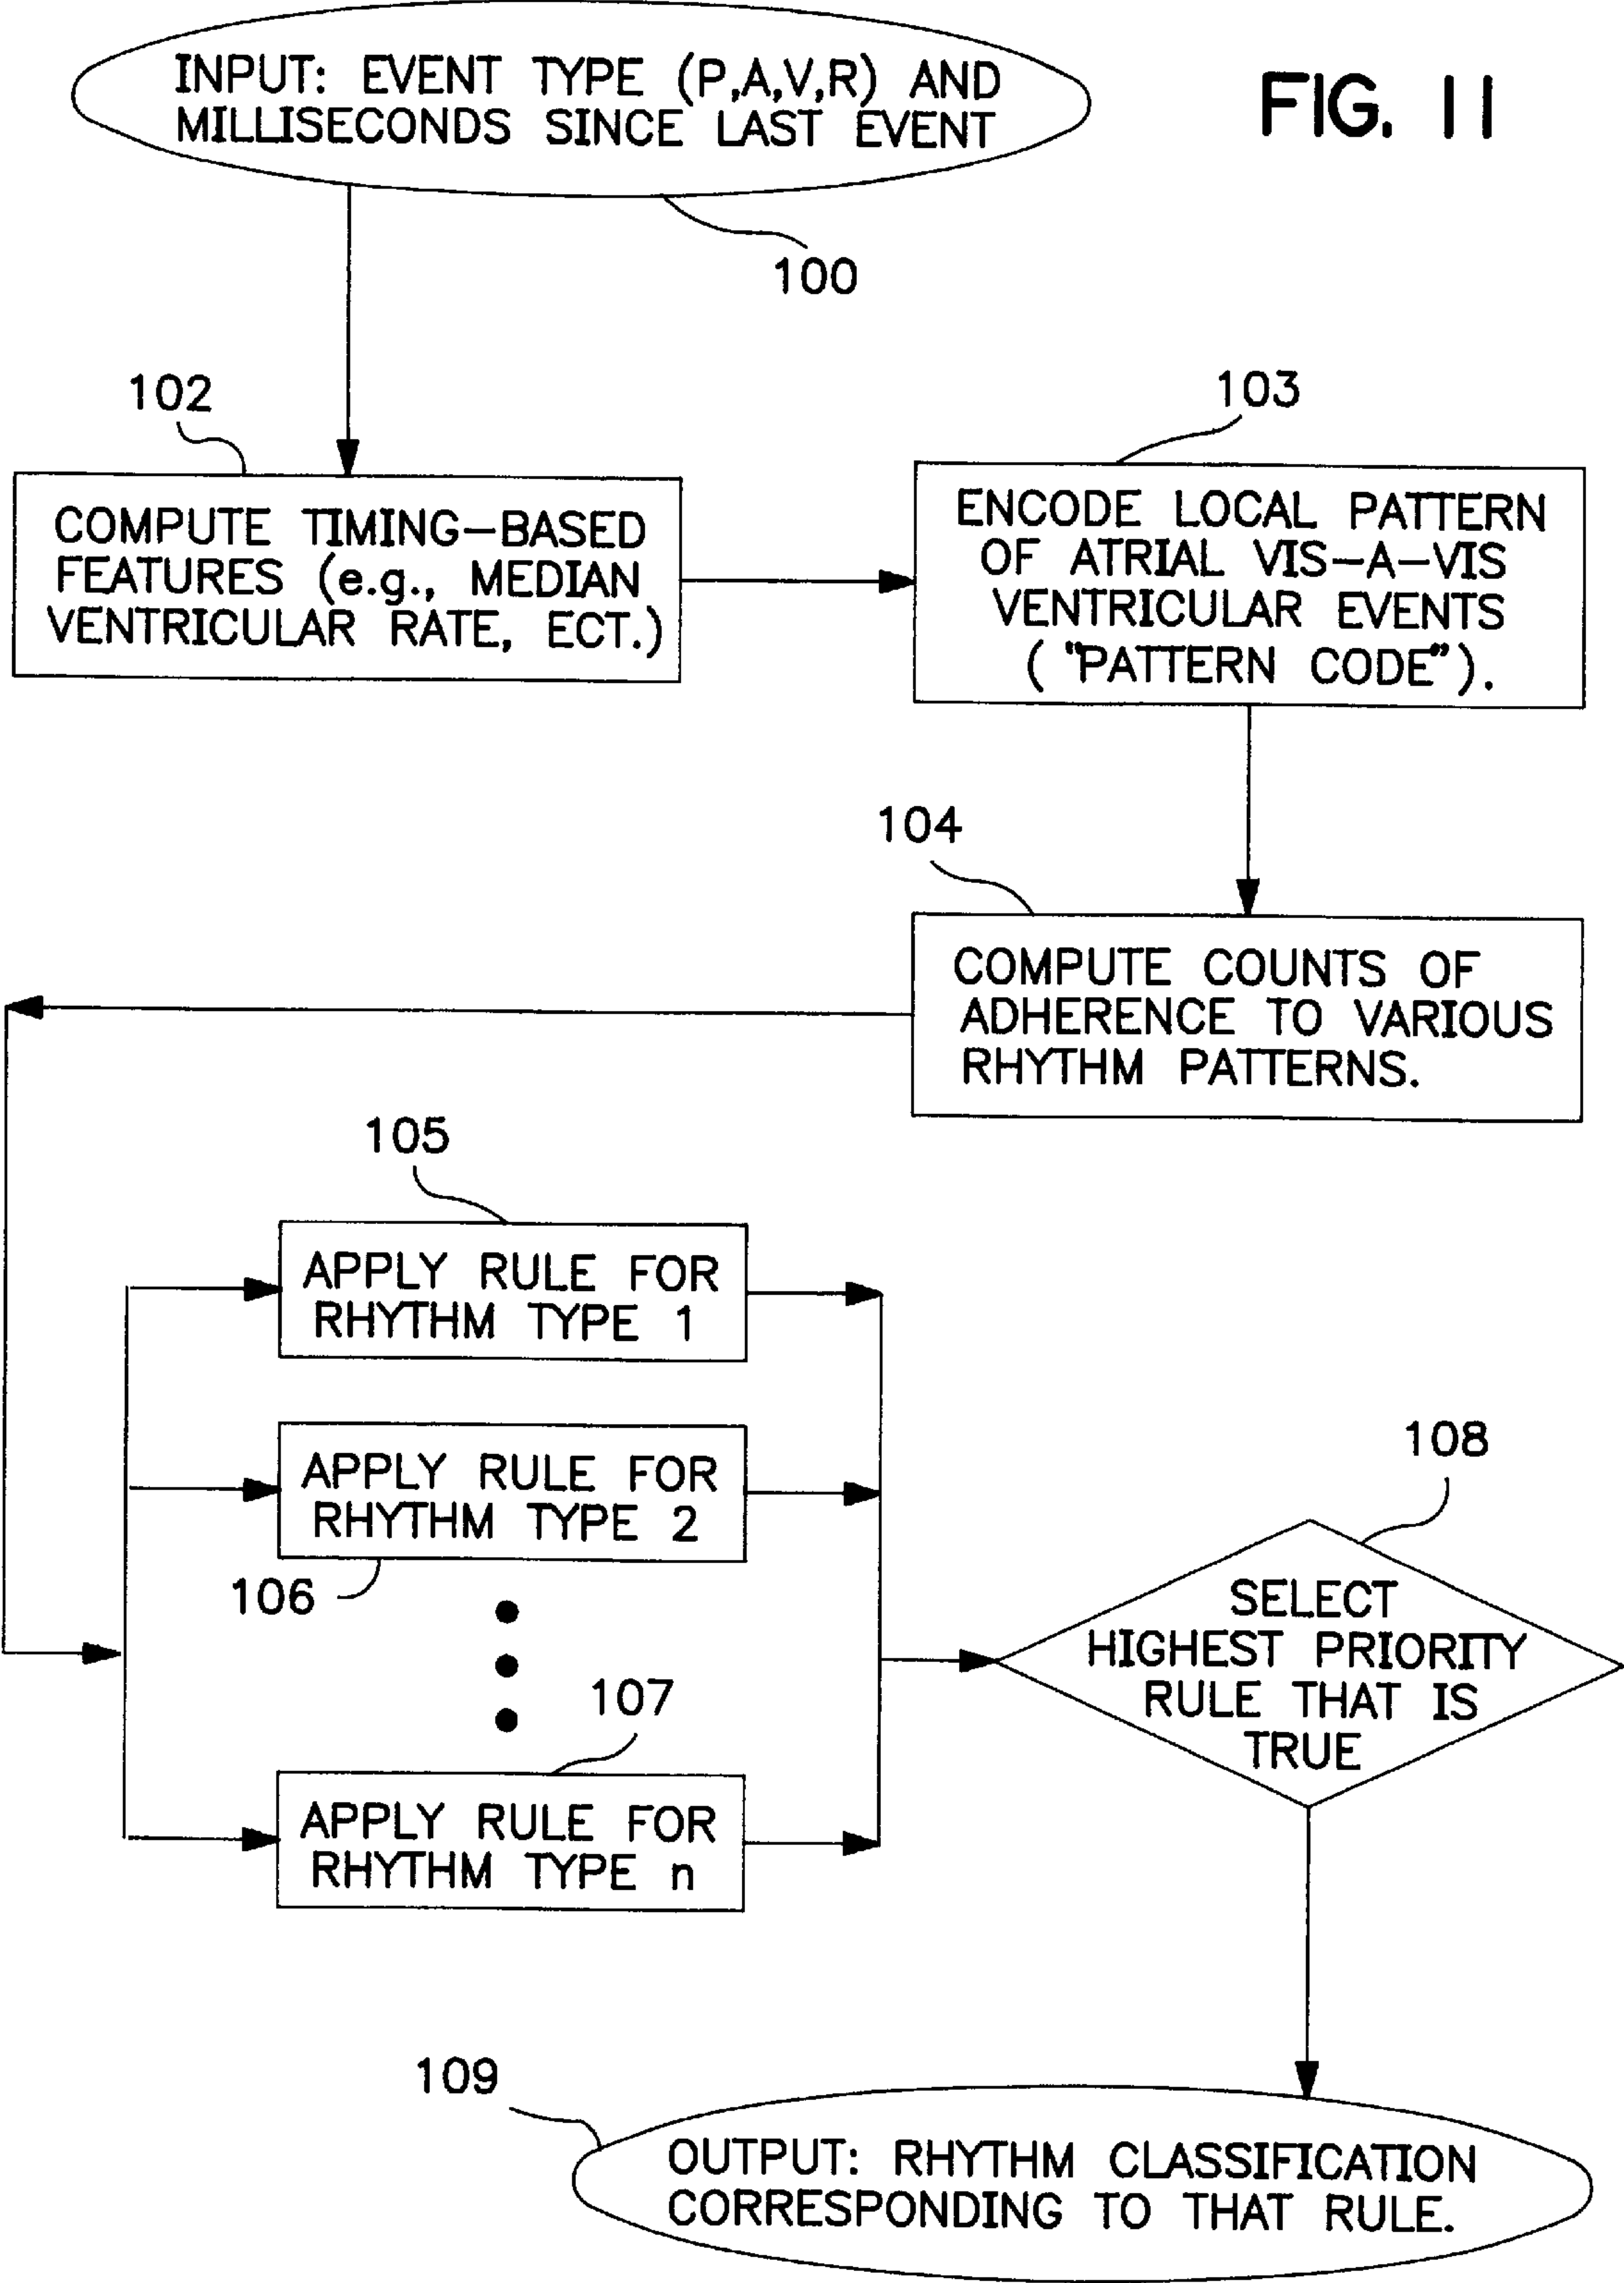 INPUT: EVENT TYPE (P,A,V,R) AND
MILLISECONDS SINCE LAST EVENT
FIG. 11
100
102
COMPUTE TIMING-BASED
FEATURES (e.g., MEDIAN
VENTRICULAR RATE, ECT.)
103
ENCODE LOCAL PATTERN
OF ATRIAL VIS-A-VIS
VENTRICULAR EVENTS
("PATTERN CODE").
104
COMPUTE COUNTS OF
ADHERENCE TO VARIOUS
RHYTHM PATTERNS.
105
APPLY RULE FOR
RHYTHM TYPE 1
APPLY RULE FOR
RHYTHM TYPE 2
106
107
APPLY RULE FOR
RHYTHM TYPE n
108
SELECT
HIGHEST PRIORITY
RULE THAT IS
TRUE
109
OUTPUT: RHYTHM CLASSIFICATION
CORRESPONDING TO THAT RULE.